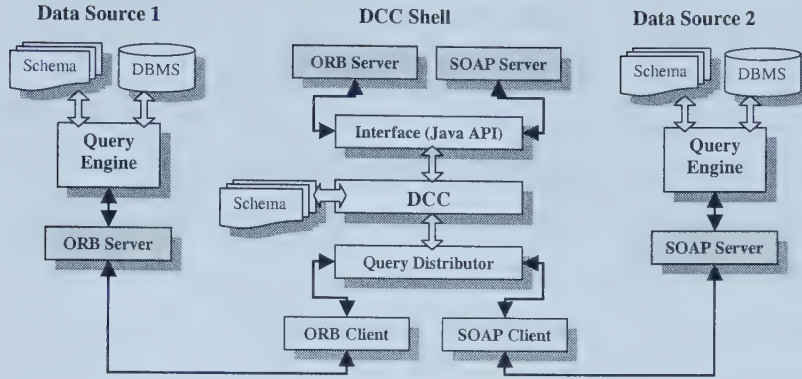 Data Source 1
DCC Shell
Data Source 2
Schema
DBMS
ORB Server
SOAP Server
Schema
DBMS
Query
Engine
Interface (Java API)
Query
Engine
Schema
DCC
ORB Server
Query Distributor
SOAP Server
ORB Client
SOAP Client